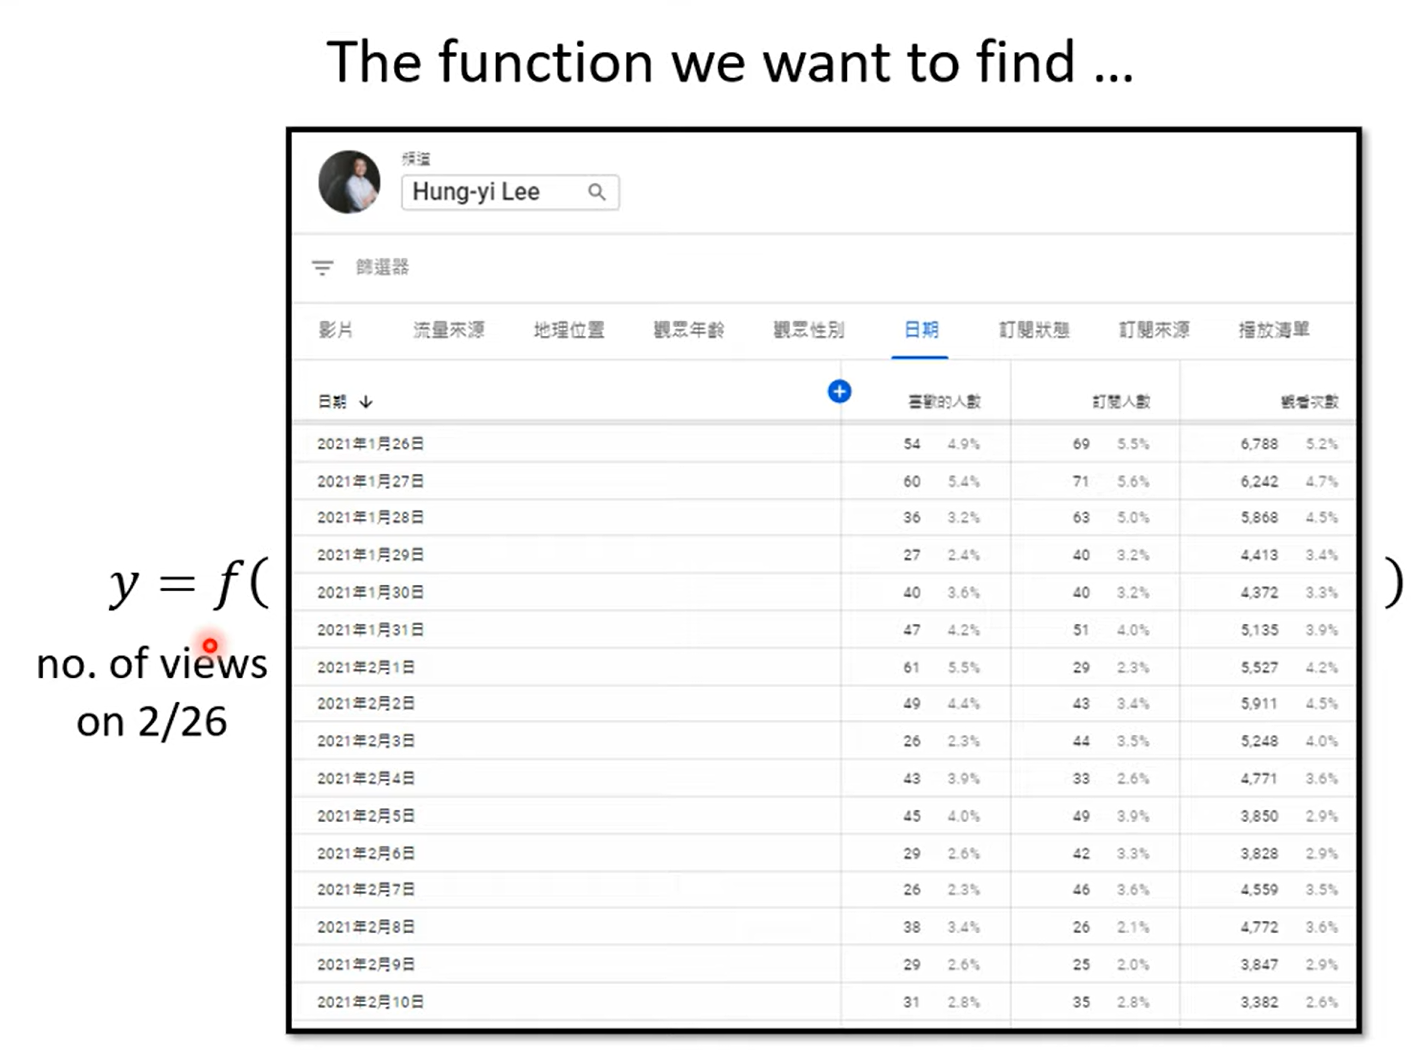 The function we want to find ...
頻道
Hung-yi Lee
篩選器
影片 流量來源 地理位置 觀眾年齡 觀眾性別 日期 訂閱狀態 訂閱來源 播放清單
日期 ↓ + 喜歡的人數 訂閱人數 觀看次數
2021年1月26日 54 4.9% 69 5.5% 6,788 5.2%
2021年1月27日 60 5.4% 71 5.6% 6,242 4.7%
2021年1月28日 36 3.2% 63 5.0% 5,868 4.5%
2021年1月29日 27 2.4% 40 3.2% 4,413 3.4%
2021年1月30日 40 3.6% 40 3.2% 4,372 3.3%
2021年1月31日 47 4.2% 51 4.0% 5,135 3.9%
2021年2月1日 61 5.5% 29 2.3% 5,527 4.2%
2021年2月2日 49 4.4% 43 3.4% 5,911 4.5%
2021年2月3日 26 2.3% 44 3.5% 5,248 4.0%
2021年2月4日 43 3.9% 33 2.6% 4,771 3.6%
2021年2月5日 45 4.0% 49 3.9% 3,850 2.9%
2021年2月6日 29 2.6% 42 3.3% 3,828 2.9%
2021年2月7日 26 2.3% 46 3.6% 4,559 3.5%
2021年2月8日 38 3.4% 26 2.1% 4,772 3.6%
2021年2月9日 29 2.6% 25 2.0% 3,847 2.9%
2021年2月10日 31 2.8% 35 2.8% 3,382 2.6%
y = f( )
no. of views
on 2/26